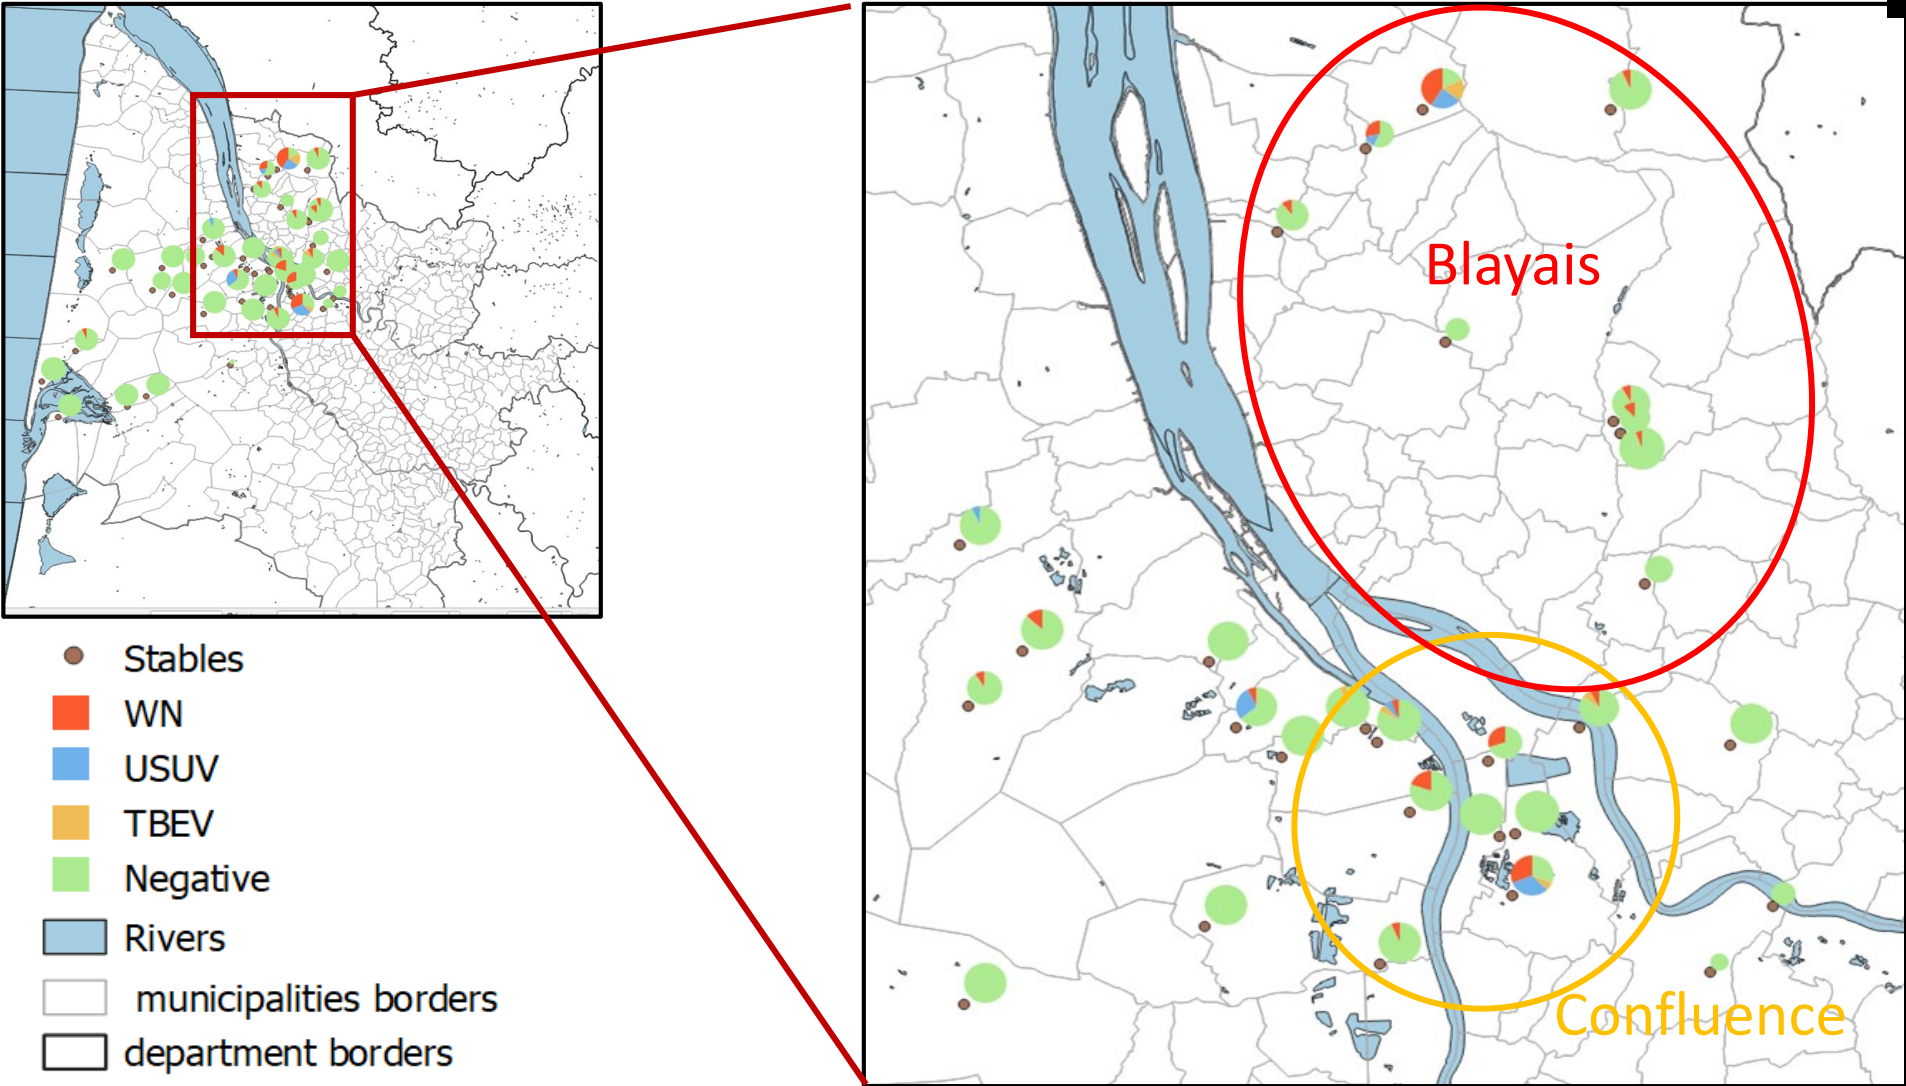 Blayais
Confluence
Stables
WN
USUV
TBEV
Negative
Rivers
municipalities borders
department borders